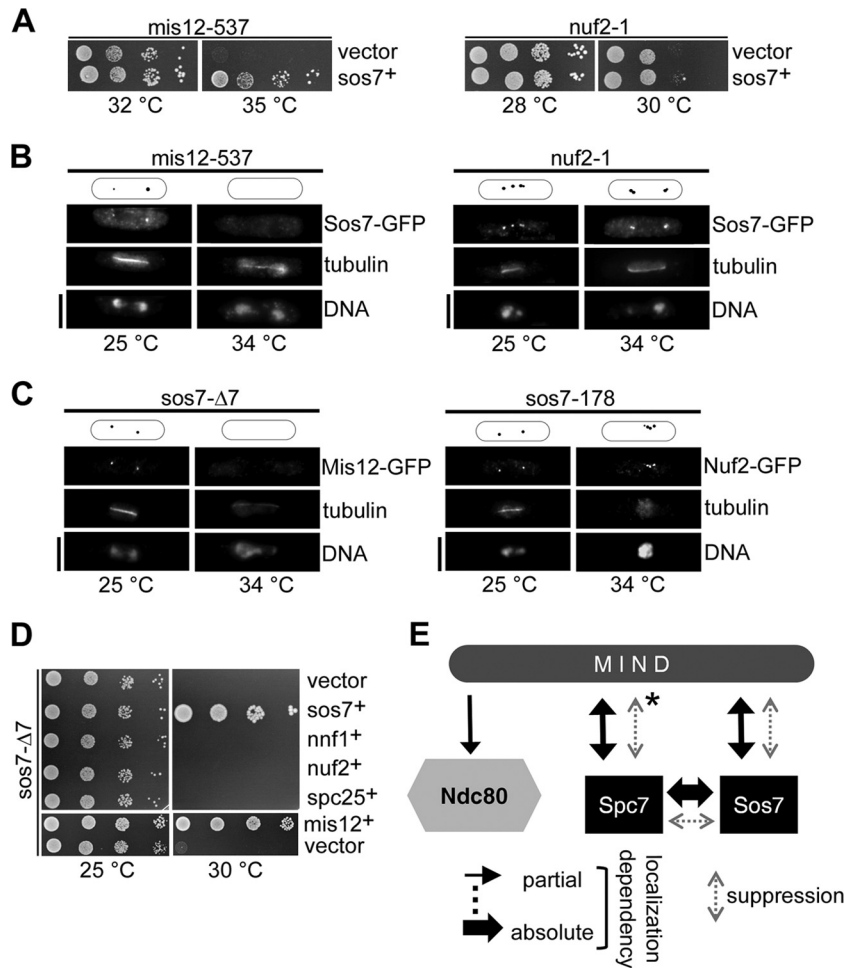 A
mis12-537
nuf2-1
vector
sos7+
32 °C
35 °C
vector
sos7+
28 °C
30 °C
B
mis12-537
nuf2-1
Sos7-GFP
tubulin
DNA
25 °C
34 °C
Sos7-GFP
tubulin
DNA
25 °C
34 °C
C
sos7-Δ7
sos7-178
Mis12-GFP
tubulin
DNA
25 °C
34 °C
Nuf2-GFP
tubulin
DNA
25 °C
34 °C
D
sos7-Δ7
vector
sos7+
nnf1+
nuf2+
spc25+
mis12+
vector
25 °C
30 °C
E
MIND
*
Ndc80
Spc7
Sos7
partial
absolute
localization
dependency
suppression